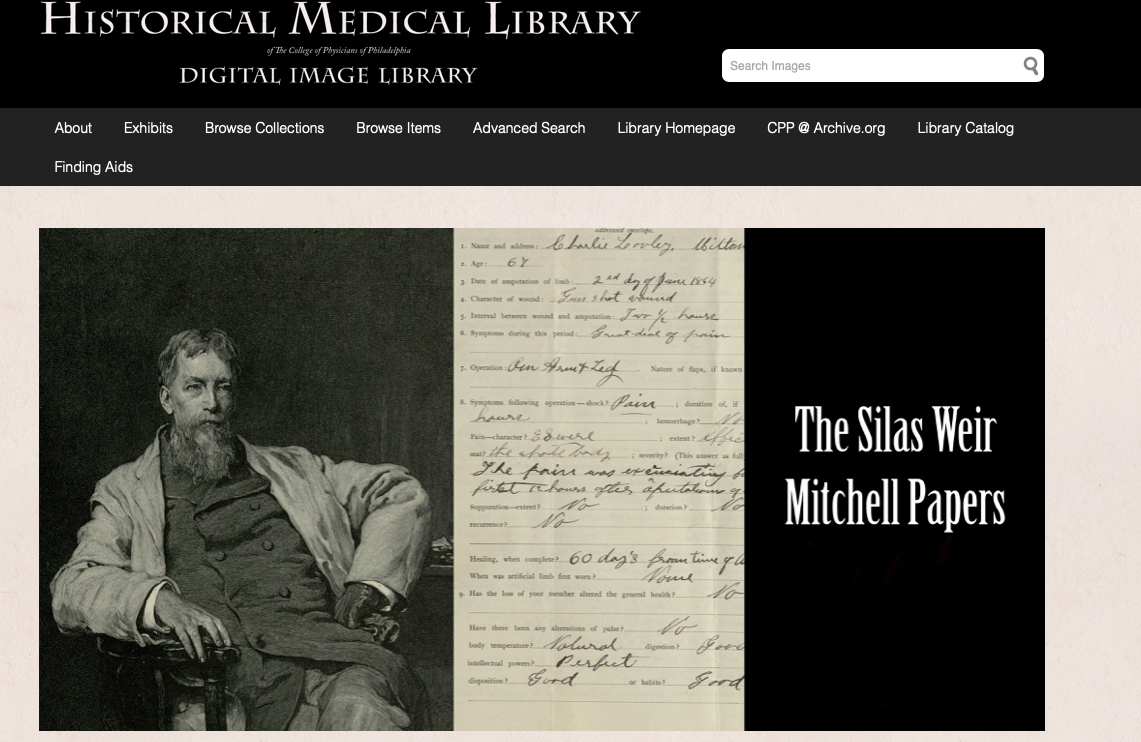 HISTORICAL MEDICAL LIBRARY
of The College of Physicians of Philadelphia
DIGITAL IMAGE LIBRARY
Search Images
About Exhibits Browse Collections Browse Items Advanced Search Library Homepage CPP @ Archive.org Library Catalog
Finding Aids
addressed envelope.
1. Name and address: Charlie Milton
2. Age: 67
3. Date of amputation of limb: 2nd day of June 1864
4. Character of wound: Gun shot wound
5. Interval between wound and amputation: Two ½ hours
6. Symptoms during this period: Great deal of pain
7. Operation: Arm & Leg Nature of flaps, if known
8. Symptoms following operation—shock? Pain ; duration of, if
hours ; hemorrhage? No
Pain—character? ; extent?
seat? the whole body ; severity? (This answer as full
The pain was excruciating
first hours after of
Suppuration—extent? No ; duration? No
recurrence? No
Healing, when complete? 60 day's from time of
When was artificial limb first worn? None
9. Has the loss of your member altered the general health? No
Have there been any alterations of pulse? No
body temperature? Natural digestion? Good
intellectual powers? Perfect
disposition? Good or habits? Good
The Silas Weir
Mitchell Papers